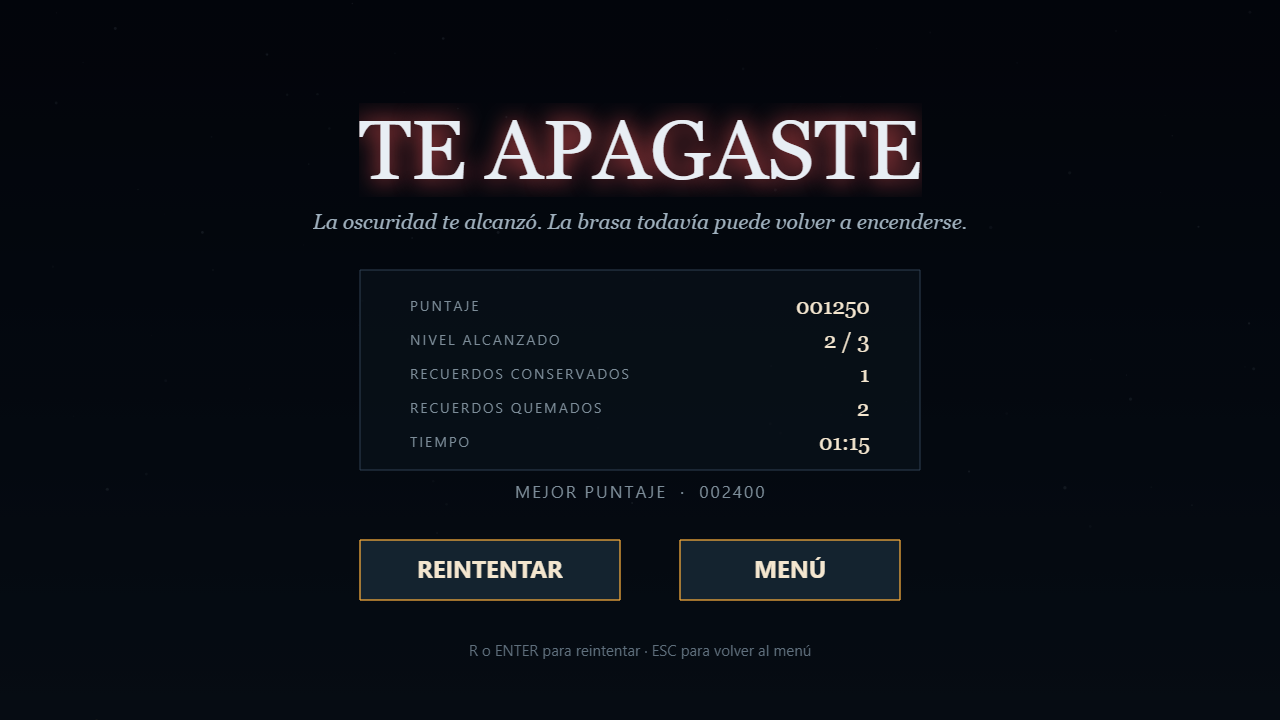 TE APAGASTE
La oscuridad te alcanzó. La brasa todavía puede volver a encenderse.
PUNTAJE 001250
NIVEL ALCANZADO 2 / 3
RECUERDOS CONSERVADOS 1
RECUERDOS QUEMADOS 2
TIEMPO 01:15
MEJOR PUNTAJE · 002400
REINTENTAR MENÚ
R o ENTER para reintentar · ESC para volver al menú